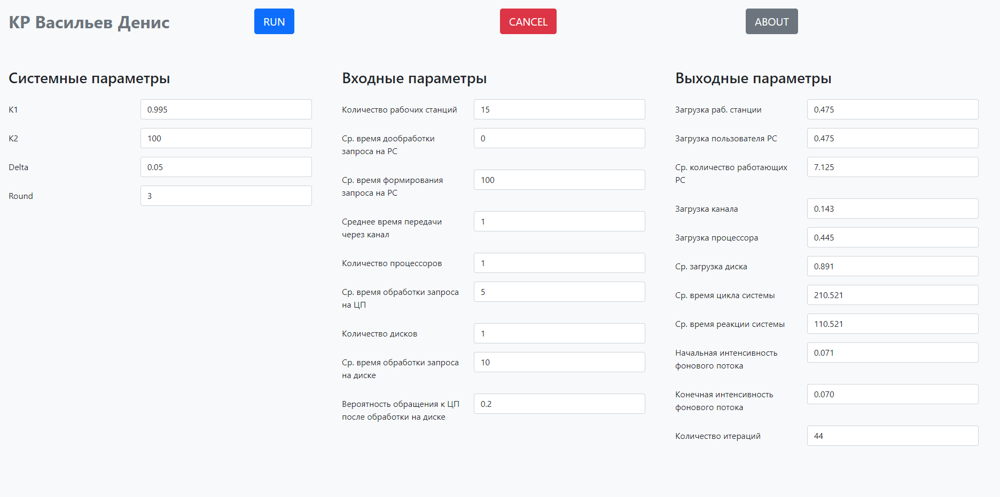 КР Васильев Денис
RUN
CANCEL
ABOUT
Системные параметры
К1
0.995
К2
100
Delta
0.05
Round
3
Входные параметры
Количество рабочих станций
15
Ср. время дообработки
запроса на РС
0
Ср. время формирования
запроса на РС
100
Среднее время передачи
через канал
1
Количество процессоров
1
Ср. время обработки запроса
на ЦП
5
Количество дисков
1
Ср. время обработки запроса
на диске
10
Вероятность обращения к ЦП
после обработки на диске
0.2
Выходные параметры
Загрузка раб. станции
0.475
Загрузка пользователя РС
0.475
Ср. количество работающих
РС
7.125
Загрузка канала
0.143
Загрузка процессора
0.445
Ср. загрузка диска
0.891
Ср. время цикла системы
210.521
Ср. время реакции системы
110.521
Начальная интенсивность
фонового потока
0.071
Конечная интенсивность
фонового потока
0.070
Количество итераций
44